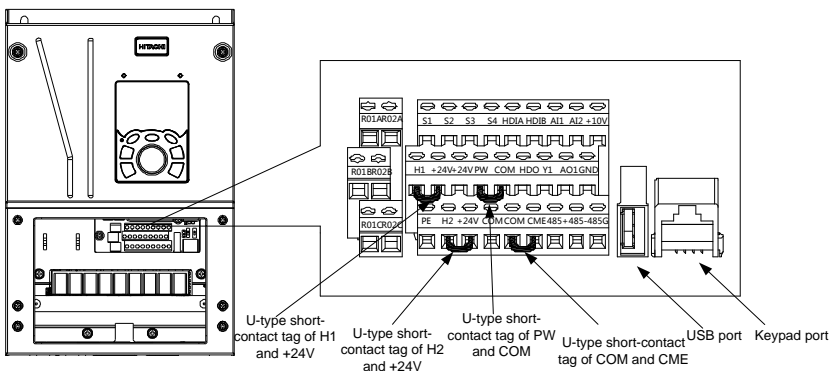 HITACHI
R01A R02A
S1 S2 S3 S4 HDIA HDIB AI1 AI2 +10V
R01B R02B
H1 +24V +24V PW COM HDO Y1 AO1 GND
R01C R02C
PE H2 +24V COM COM CME 485+ 485- 485G
U-type short-
contact tag of H1
and +24V
U-type short-
contact tag of H2
and +24V
U-type short-
contact tag of PW
and COM
U-type short-contact
tag of COM and CME
USB port
Keypad port